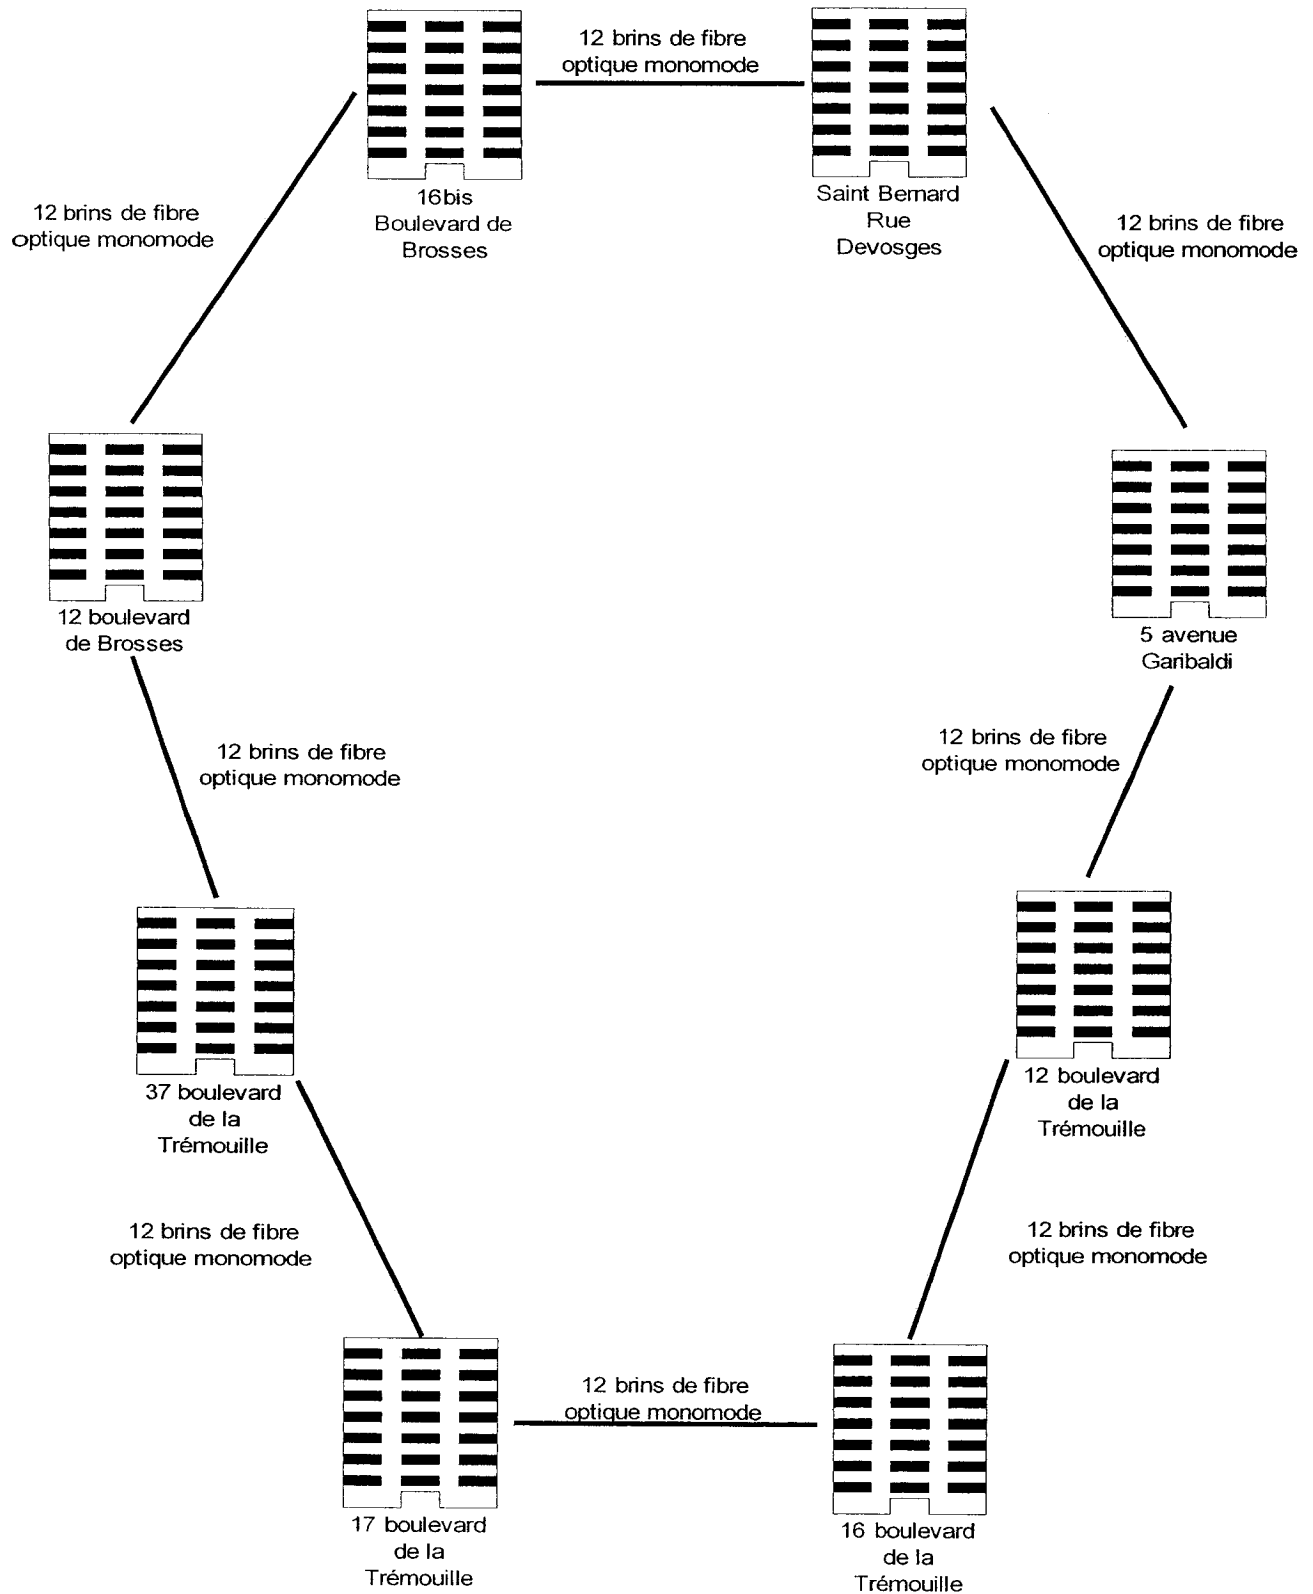 12 brins de fibre
optique monomode
16bis
Boulevard de
Brosses
Saint Bernard
Rue
Devosges
12 brins de fibre
optique monomode
12 brins de fibre
optique monomode
12 boulevard
de Brosses
5 avenue
Garibaldi
12 brins de fibre
optique monomode
12 brins de fibre
optique monomode
37 boulevard
de la
Trémouille
12 boulevard
de la
Trémouille
12 brins de fibre
optique monomode
12 brins de fibre
optique monomode
12 brins de fibre
optique monomode
17 boulevard
de la
Trémouille
16 boulevard
de la
Trémouille